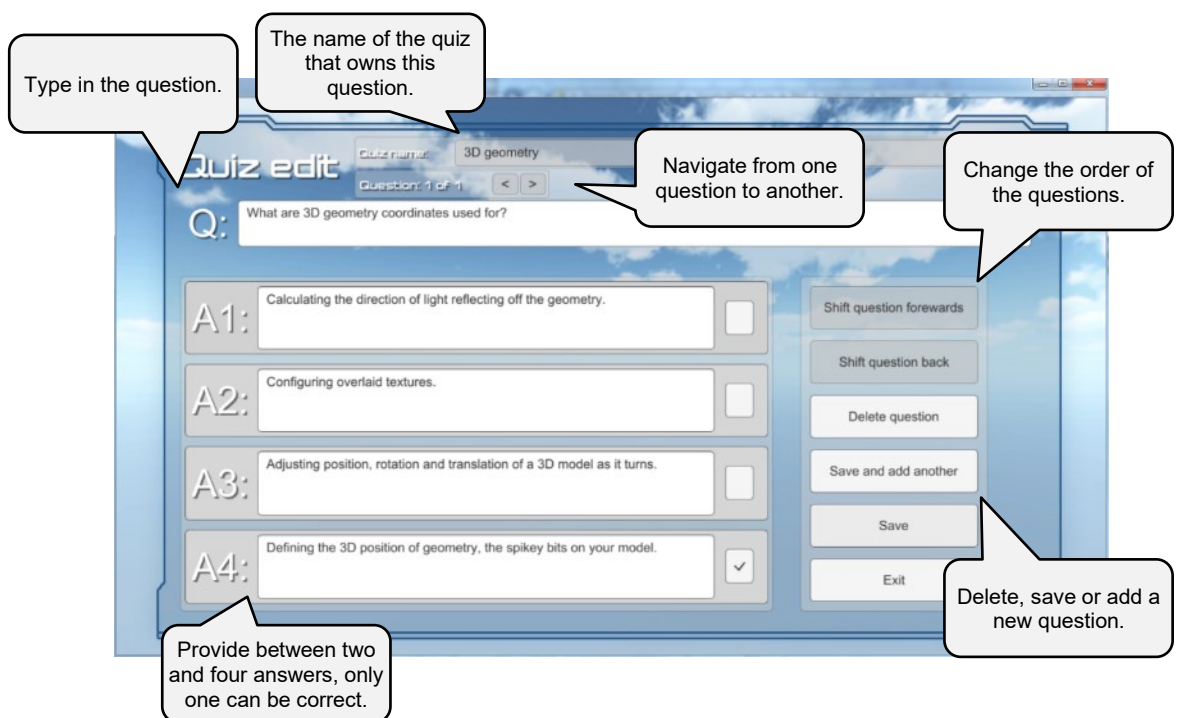 The name of the quiz
that owns this
question.
Type in the question.
Quiz edit
Quiz name:
3D geometry
Question: 1 of 1
< >
Navigate from one
question to another.
Change the order of
the questions.
Q:
What are 3D geometry coordinates used for?
A1:
Calculating the direction of light reflecting off the geometry.
A2:
Configuring overlaid textures.
A3:
Adjusting position, rotation and translation of a 3D model as it turns.
A4:
Defining the 3D position of geometry, the spikey bits on your model.
Shift question forewards
Shift question back
Delete question
Save and add another
Save
Exit
Delete, save or add a
new question.
Provide between two
and four answers, only
one can be correct.